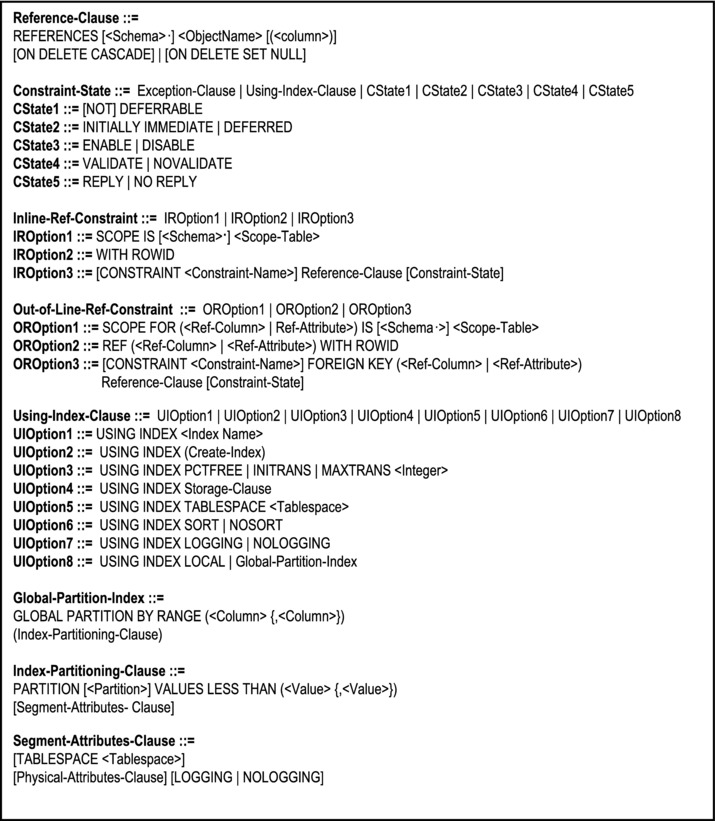 Reference-Clause ::=
REFERENCES [<Schema>·] <ObjectName> [(<column>)]
[ON DELETE CASCADE] | [ON DELETE SET NULL]
Constraint-State ::= Exception-Clause | Using-Index-Clause | CState1 | CState2 | CState3 | CState4 | CState5
CState1 ::= [NOT] DEFERRABLE
CState2 ::= INITIALLY IMMEDIATE | DEFERRED
CState3 ::= ENABLE | DISABLE
CState4 ::= VALIDATE | NOVALIDATE
CState5 ::= REPLY | NO REPLY
Inline-Ref-Constraint ::= IROption1 | IROption2 | IROption3
IROption1 ::= SCOPE IS [<Schema>·] <Scope-Table>
IROption2 ::= WITH ROWID
IROption3 ::= [CONSTRAINT <Constraint-Name>] Reference-Clause [Constraint-State]
Out-of-Line-Ref-Constraint ::= OROption1 | OROption2 | OROption3
OROption1 ::= SCOPE FOR (<Ref-Column> | Ref-Attribute>) IS [<Schema·>] <Scope-Table>
OROption2 ::= REF (<Ref-Column> | <Ref-Attribute>) WITH ROWID
OROption3 ::= [CONSTRAINT <Constraint-Name>] FOREIGN KEY (<Ref-Column> | <Ref-Attribute>)
Reference-Clause [Constraint-State]
Using-Index-Clause ::= UIOption1 | UIOption2 | UIOption3 | UIOption4 | UIOption5 | UIOption6 | UIOption7 | UIOption8
UIOption1 ::= USING INDEX <Index Name>
UIOption2 ::= USING INDEX (Create-Index)
UIOption3 ::= USING INDEX PCTFREE | INITRANS | MAXTRANS <Integer>
UIOption4 ::= USING INDEX Storage-Clause
UIOption5 ::= USING INDEX TABLESPACE <Tablespace>
UIOption6 ::= USING INDEX SORT | NOSORT
UIOption7 ::= USING INDEX LOGGING | NOLOGGING
UIOption8 ::= USING INDEX LOCAL | Global-Partition-Index
Global-Partition-Index ::=
GLOBAL PARTITION BY RANGE (<Column> {,<Column>})
(Index-Partitioning-Clause)
Index-Partitioning-Clause ::=
PARTITION [<Partition>] VALUES LESS THAN (<Value> {,<Value>})
[Segment-Attributes- Clause]
Segment-Attributes-Clause ::=
[TABLESPACE <Tablespace>]
[Physical-Attributes-Clause] [LOGGING | NOLOGGING]